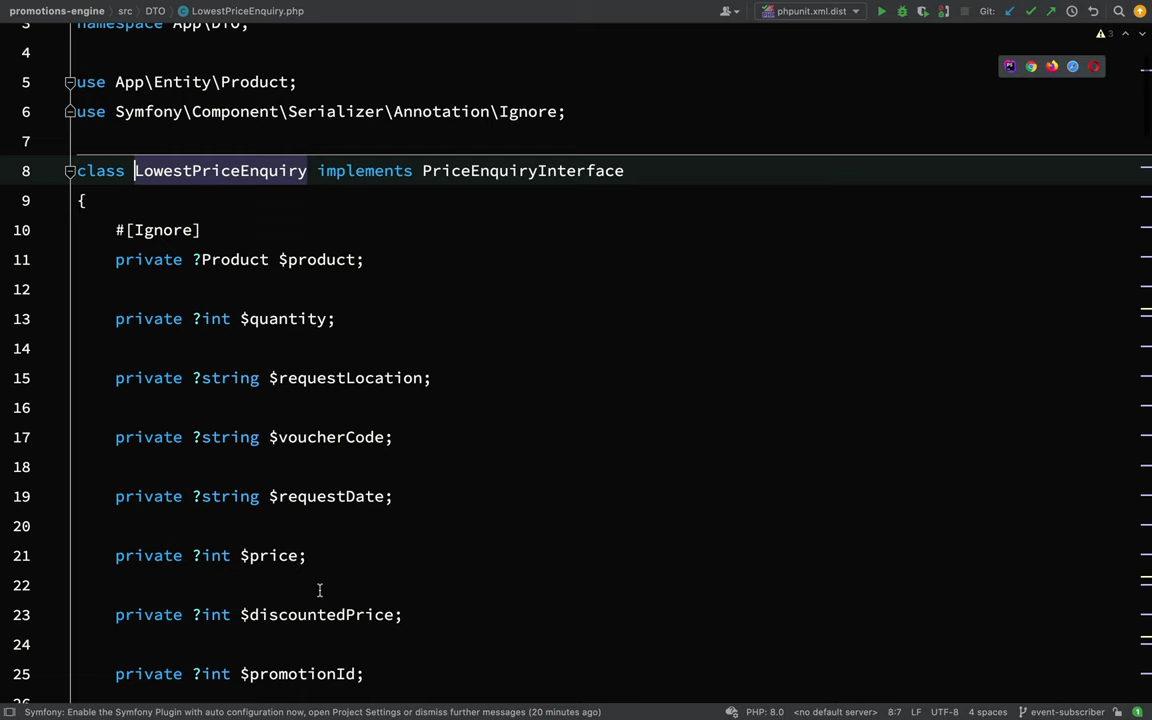 promotions-engine › src › DTO › LowestPriceEnquiry.php phpunit.xml.dist Git:
3 namespace App\DTO;
3
4
5 use App\Entity\Product;
6 use Symfony\Component\Serializer\Annotation\Ignore;
7
8 class LowestPriceEnquiry implements PriceEnquiryInterface
9 {
10 #[Ignore]
11 private ?Product $product;
12
13 private ?int $quantity;
14
15 private ?string $requestLocation;
16
17 private ?string $voucherCode;
18
19 private ?string $requestDate;
20
21 private ?int $price;
22
23 private ?int $discountedPrice;
24
25 private ?int $promotionId;
26
Symfony: Enable the Symfony Plugin with auto configuration now, open Project Settings or dismiss further messages (20 minutes ago) PHP: 8.0 <no default server> 8:7 LF UTF-8 4 spaces event-subscriber 1